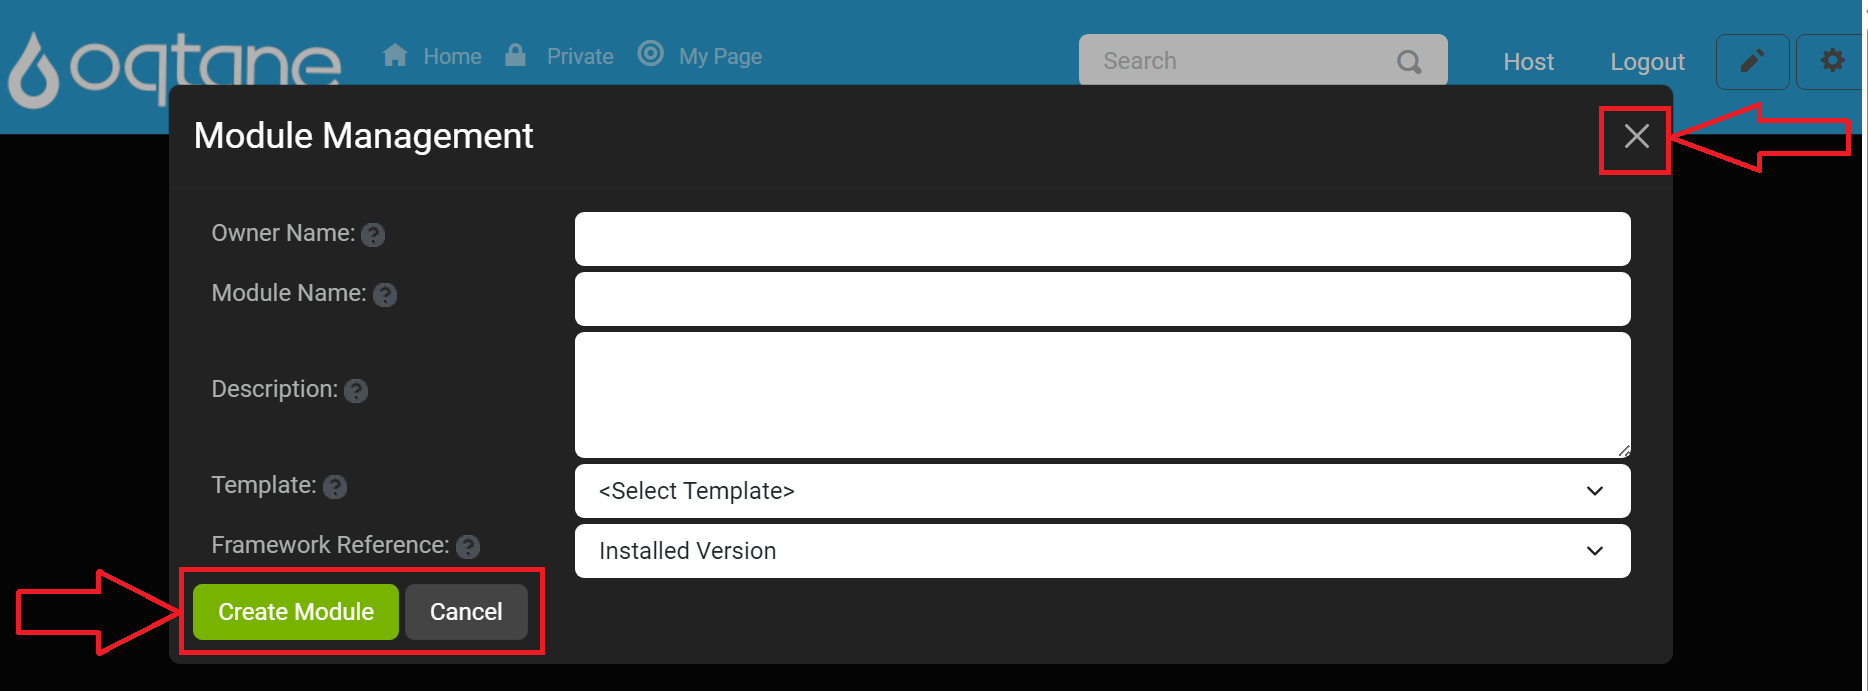 oqtane Home Private My Page Search Host Logout
Module Management
Owner Name: ?
Module Name: ?
Description: ?
Template: ? <Select Template>
Framework Reference: ? Installed Version
Create Module Cancel